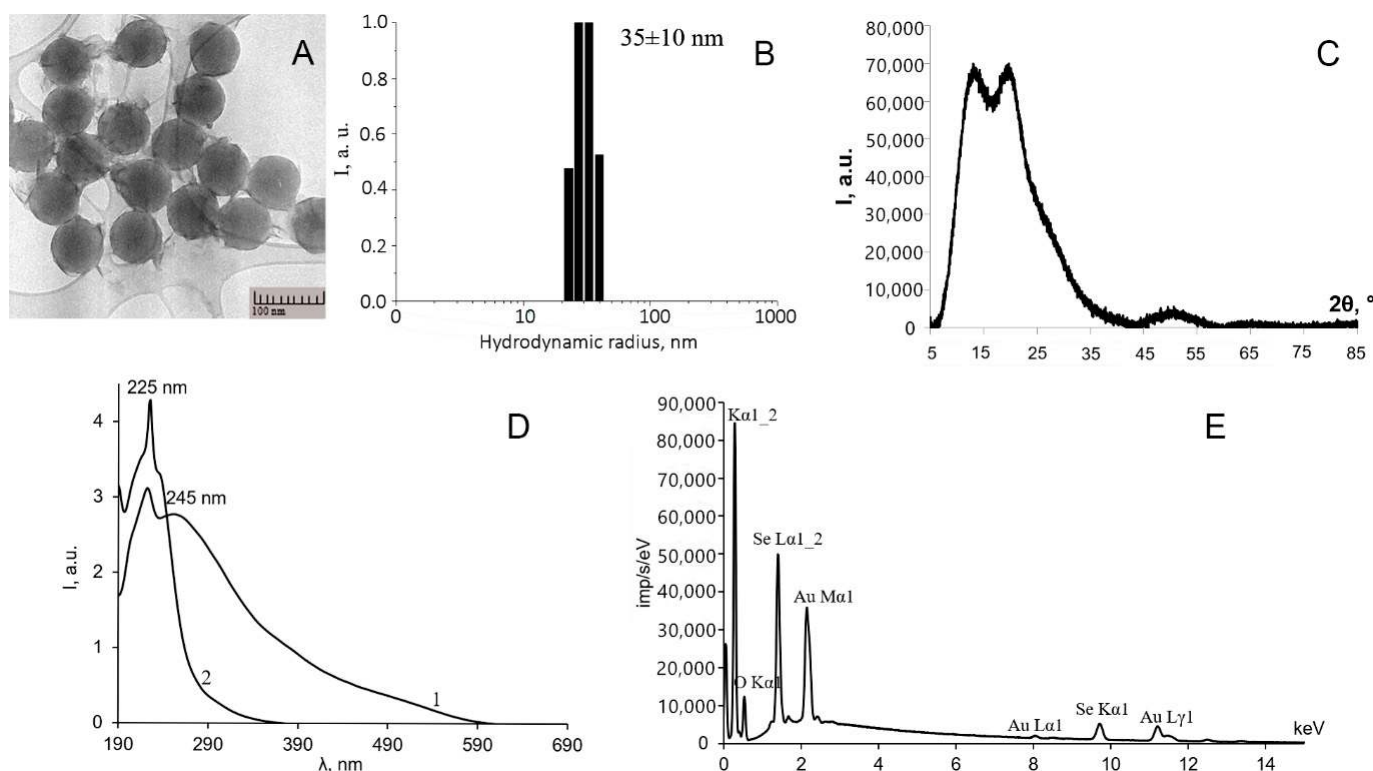 A
100 nm
B
35±10 nm
1.0
0.8
0.6
0.4
0.2
0.0
I, a. u.
0
10
100
1000
Hydrodynamic radius, nm
C
80,000
70,000
60,000
50,000
40,000
30,000
20,000
10,000
0
I, a.u.
2θ, °
5
15
25
35
45
55
65
75
85
D
225 nm
245 nm
4
3
2
1
0
I, a.u.
2
1
190
290
390
490
590
690
λ, nm
E
90,000
80,000
70,000
60,000
50,000
40,000
30,000
20,000
10,000
0
imp/s/eV
Kα1_2
Se Lα1_2
Au Mα1
O Kα1
Au Lα1
Se Kα1
Au Lγ1
keV
0
2
4
6
8
10
12
14